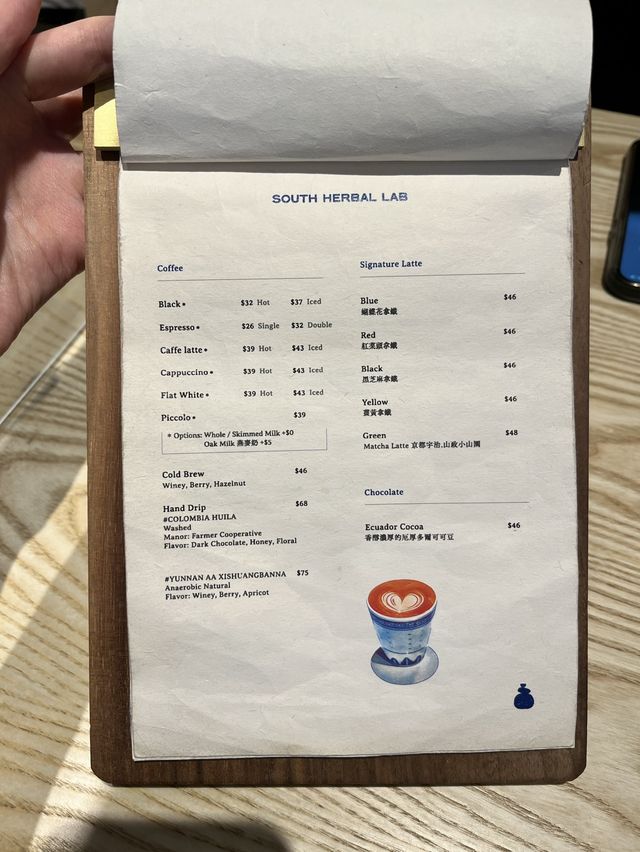 SOUTH HERBAL LAB
Coffee
Black* $32 Hot $37 Iced
Espresso* $26 Single $32 Double
Caffe latte* $39 Hot $43 Iced
Cappuccino* $39 Hot $43 Iced
Flat White* $39 Hot $43 Iced
Piccolo* $39
* Options: Whole / Skimmed Milk +$0
Oak Milk 燕麥奶 +$5
Cold Brew $46
Winey, Berry, Hazelnut
Hand Drip $68
#COLOMBIA HUILA
Washed
Manor: Farmer Cooperative
Flavor: Dark Chocolate, Honey, Floral
#YUNNAN AA XISHUANGBANNA $75
Anaerobic Natural
Flavor: Winey, Berry, Apricot
Signature Latte
Blue $46
蝴蝶花拿鐵
Red $46
紅菜頭拿鐵
Black $46
黑芝麻拿鐵
Yellow $46
薑黃拿鐵
Green $48
Matcha Latte 京都宇治.山政小山園
Chocolate
Ecuador Cocoa $46
香醇濃厚的厄厚多爾可可豆